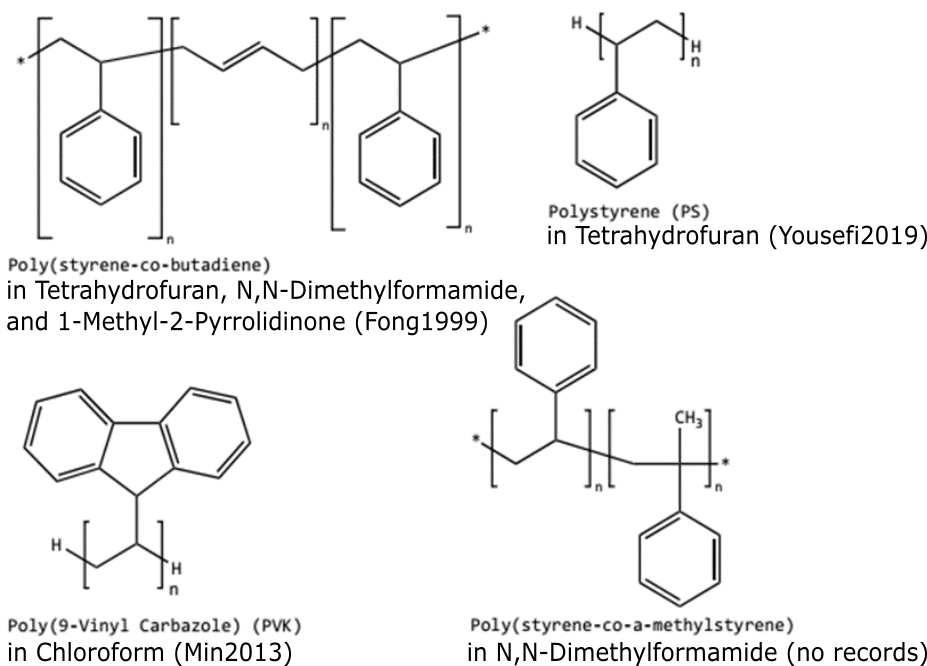 *
n
n
n
*
Poly(styrene-co-butadiene)
in Tetrahydrofuran, N,N-Dimethylformamide,
and 1-Methyl-2-Pyrrolidinone (Fong1999)
H
H
n
Polystyrene (PS)
in Tetrahydrofuran (Yousefi2019)
H
H
n
Poly(9-Vinyl Carbazole) (PVK)
in Chloroform (Min2013)
*
n
CH3
n
*
Poly(styrene-co-a-methylstyrene)
in N,N-Dimethylformamide (no records)